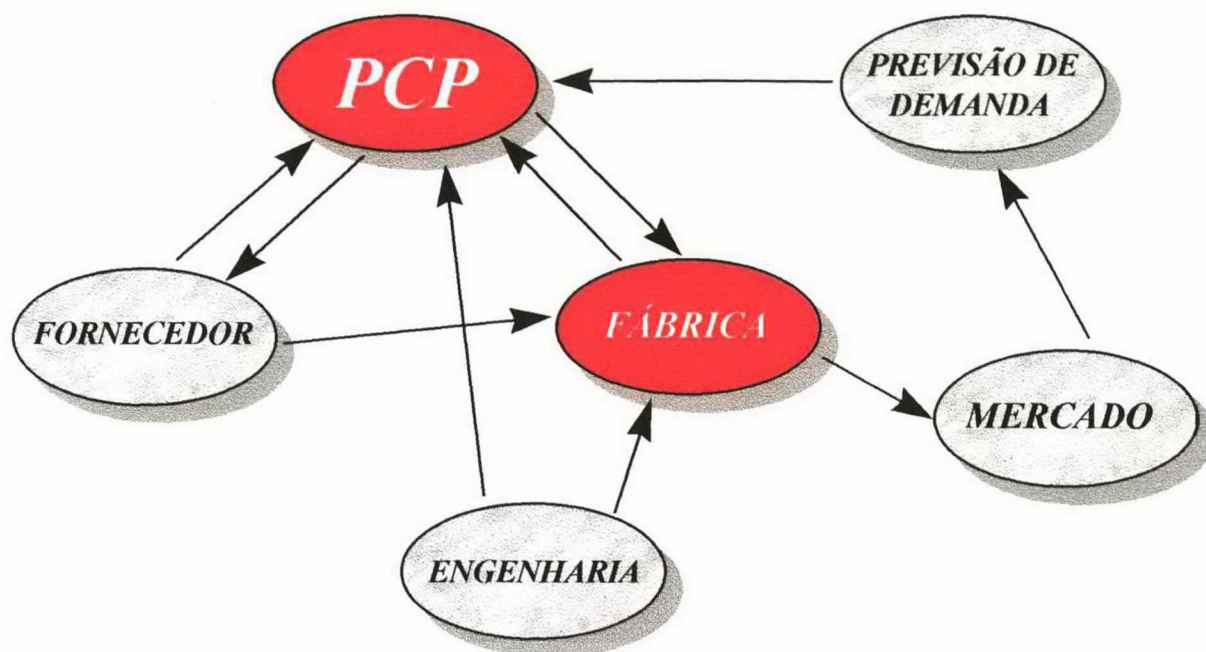 PCP
PREVISÃO DE
DEMANDA
FORNECEDOR
FÁBRICA
MERCADO
ENGENHARIA